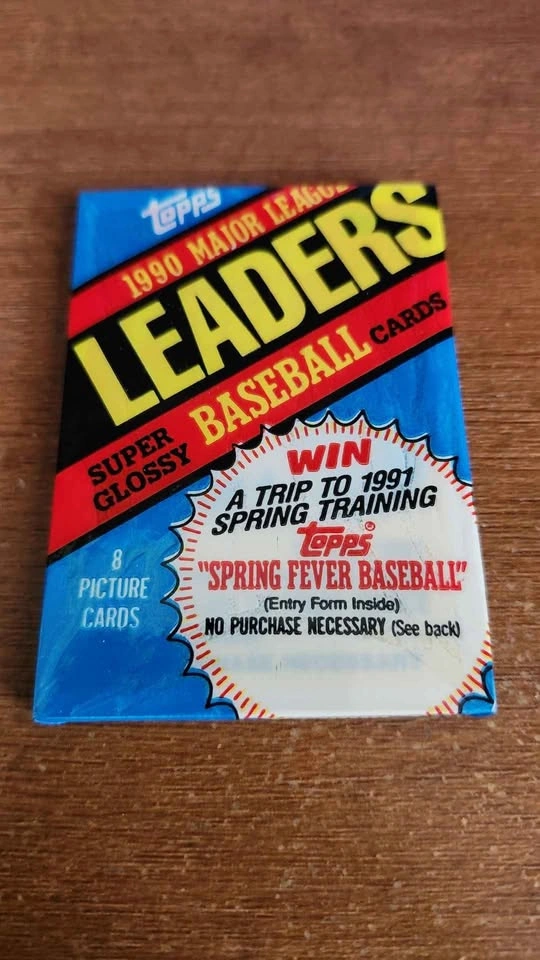 Topps
1990 MAJOR LEAGUE
LEADERS
SUPER GLOSSY
BASEBALL CARDS
WIN
A TRIP TO 1991
SPRING TRAINING
Topps®
"SPRING FEVER BASEBALL"
(Entry Form Inside)
NO PURCHASE NECESSARY (See back)
8
PICTURE
CARDS